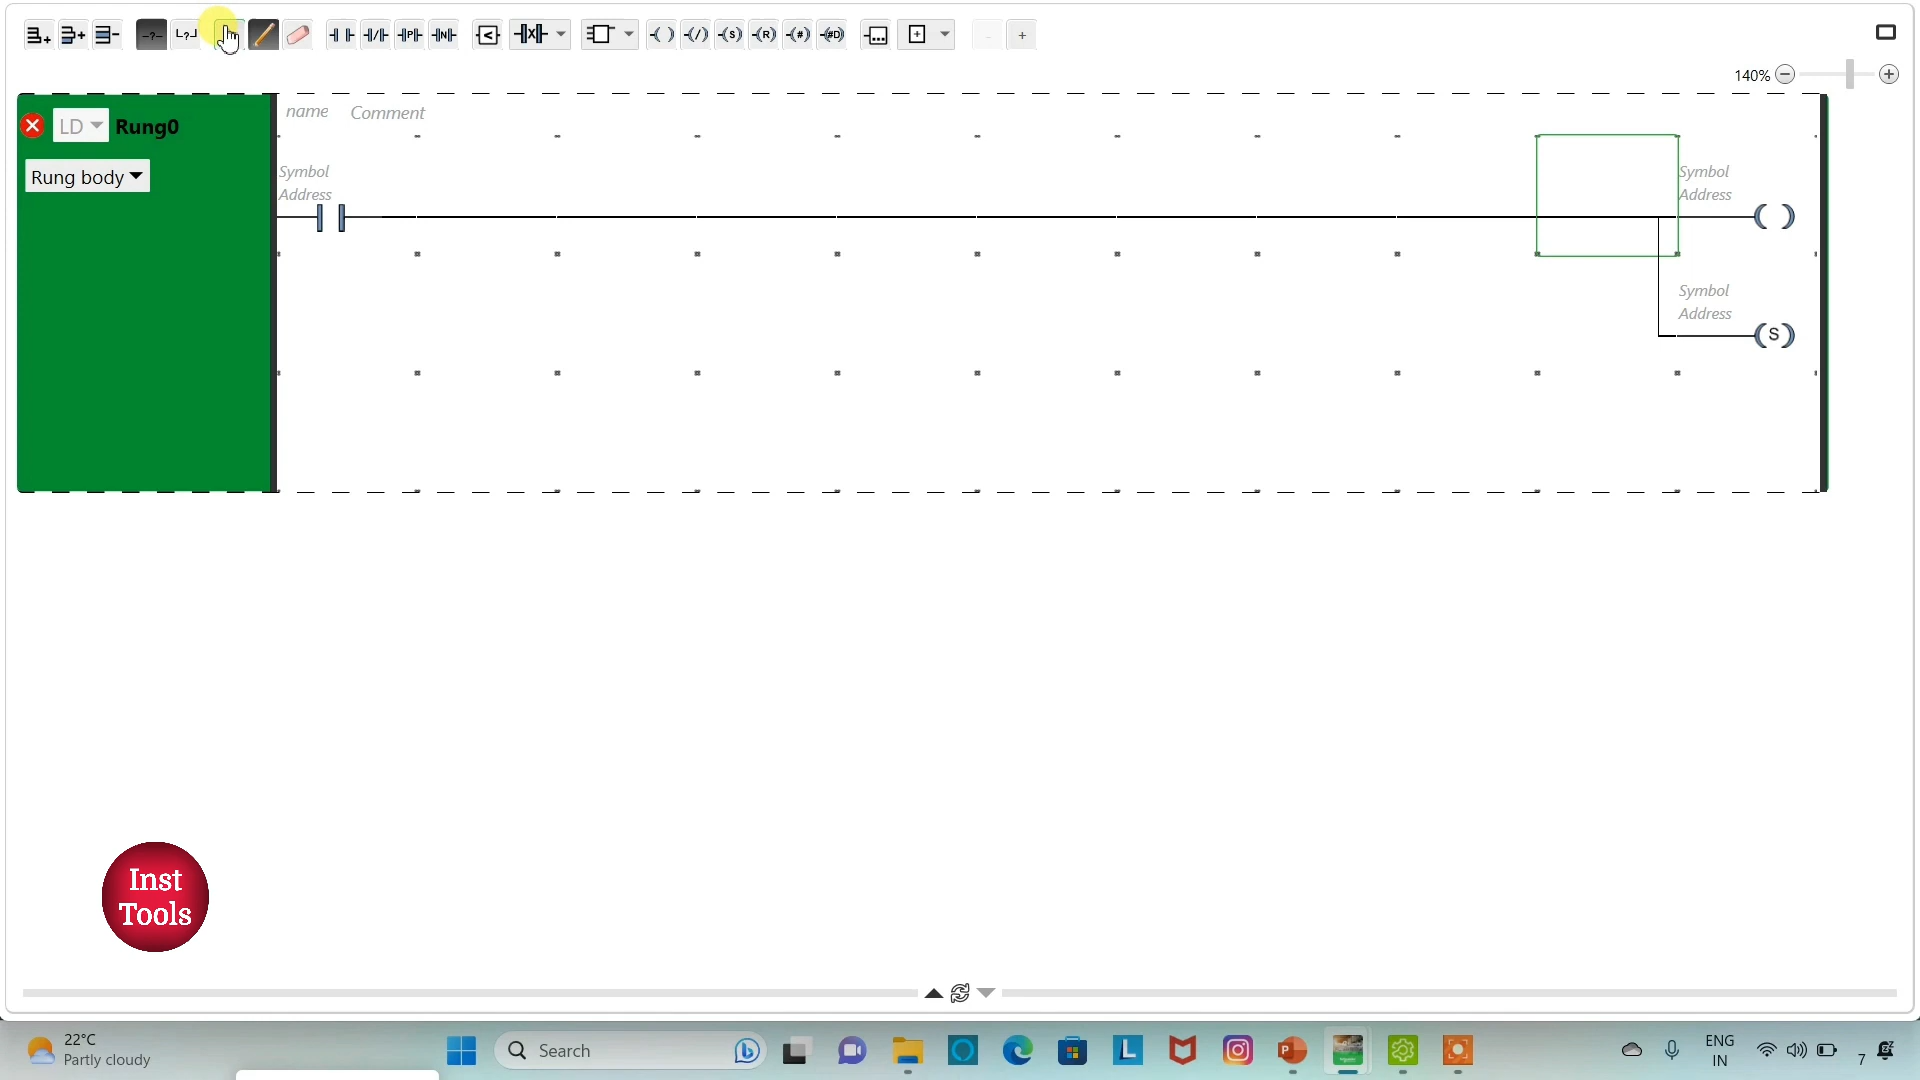 -?- L?J P N < X ( ) (/) (S) (R) (#) (#D) ...
140%
LD Rung0 name Comment
Rung body
Symbol
Address
Symbol
Address
Symbol
Address
S
Inst
Tools
22°C
Partly cloudy
Search
L
P
ENG
IN
7